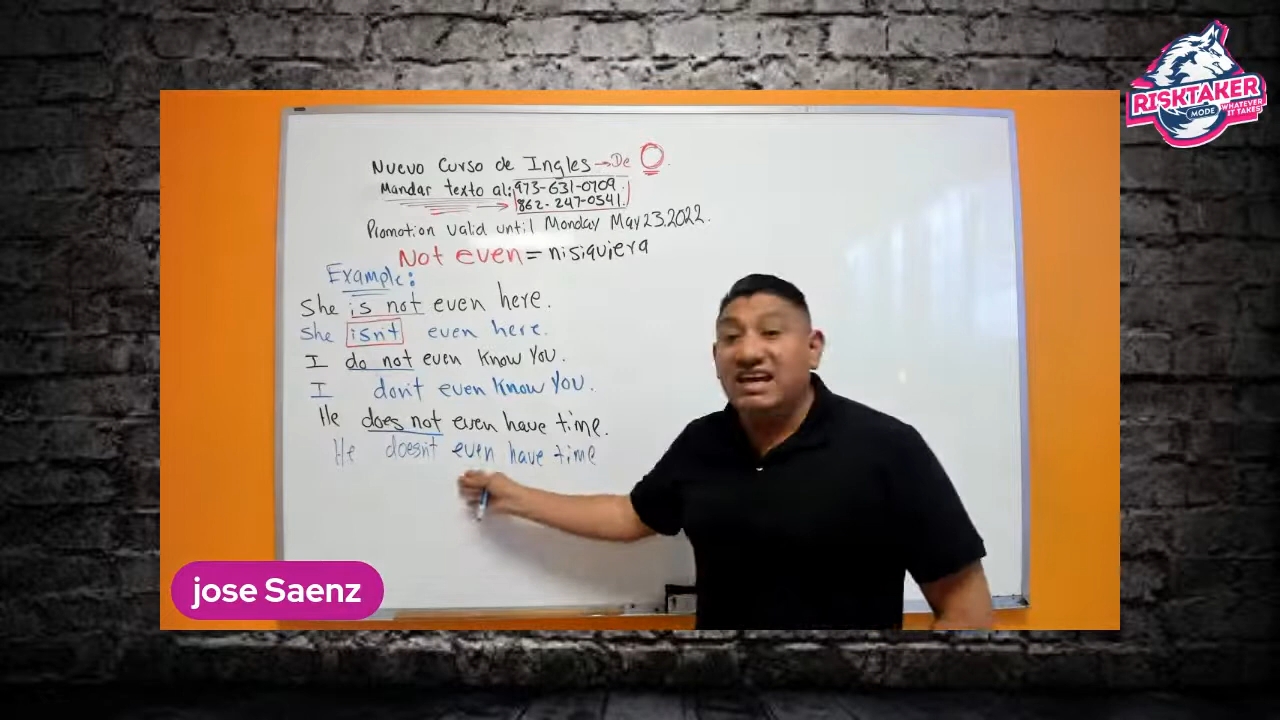 RISKTAKER
MODE
WHATEVER
IT TAKES
Nuevo Curso de Ingles → De 0.
Mandar texto al: 973-631-0709.
862-247-0541.
Promotion valid until Monday May 23.2022.
Not even = nisiquiera
Example:
She is not even here.
She isn't even here.
I do not even know you.
I don't even know you.
He does not even have time.
He doesn't even have time
jose Saenz